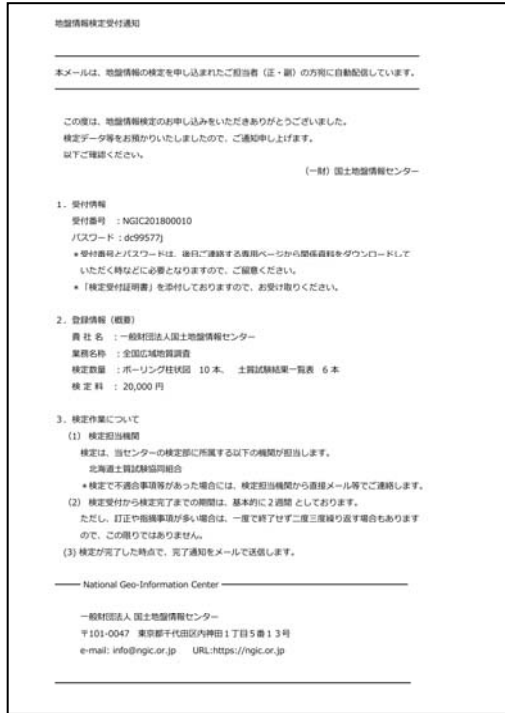 地盤情報検定受付通知
本メールは、地盤情報の検定を申し込まれたご担当者（正・副）の方宛に自動配信しています。
この度は、地盤情報検定のお申し込みをいただきありがとうございました。
検定データ等をお預かりいたしましたので、ご通知申し上げます。
以下ご確認ください。
（一財）国土地盤情報センター
1．受付情報
受付番号　：NGIC201800010
パスワード：dc99577j
＊受付番号とパスワードは、後日ご連絡する専用ページから関係資料をダウンロードして
いただく時などに必要となりますので、ご留意ください。
＊「検定受付証明書」を添付しておりますので、お受け取りください。
2．登録情報（概要）
貴 社 名　：一般財団法人国土地盤情報センター
業務名称　：全国広域地質調査
検定数量　：ボーリング柱状図　10 本、　土質試験結果一覧表　6 本
検 定 料　：20,000 円
3．検定作業について
(1) 検定担当機関
検定は、当センターの検定部に所属する以下の機関が担当します。
北海道土質試験協同組合
＊検定で不適合事項等があった場合には、検定担当機関から直接メール等でご連絡します。
(2) 検定受付から検定完了までの期間は、基本的に２週間 としております。
ただし、訂正や指摘事項が多い場合は、一度で終了せず二度三度繰り返す場合もあります
ので、この限りではありません。
(3) 検定が完了した時点で、完了通知をメールで送信します。
National Geo-Information Center
一般財団法人 国土地盤情報センター
〒101-0047　東京都千代田区内神田１丁目５番１３号
e-mail: info@ngic.or.jp　URL:https://ngic.or.jp